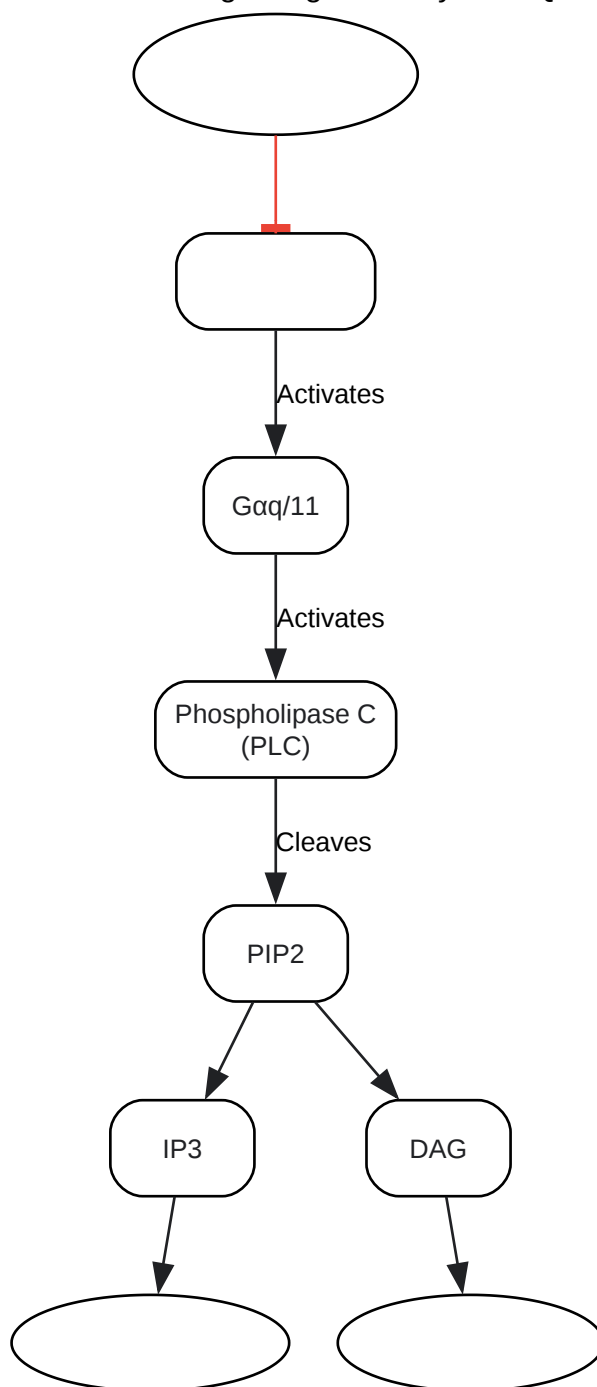 Activates
Gαq/11
Activates
Phospholipase C
(PLC)
Cleaves
PIP2
IP3
DAG